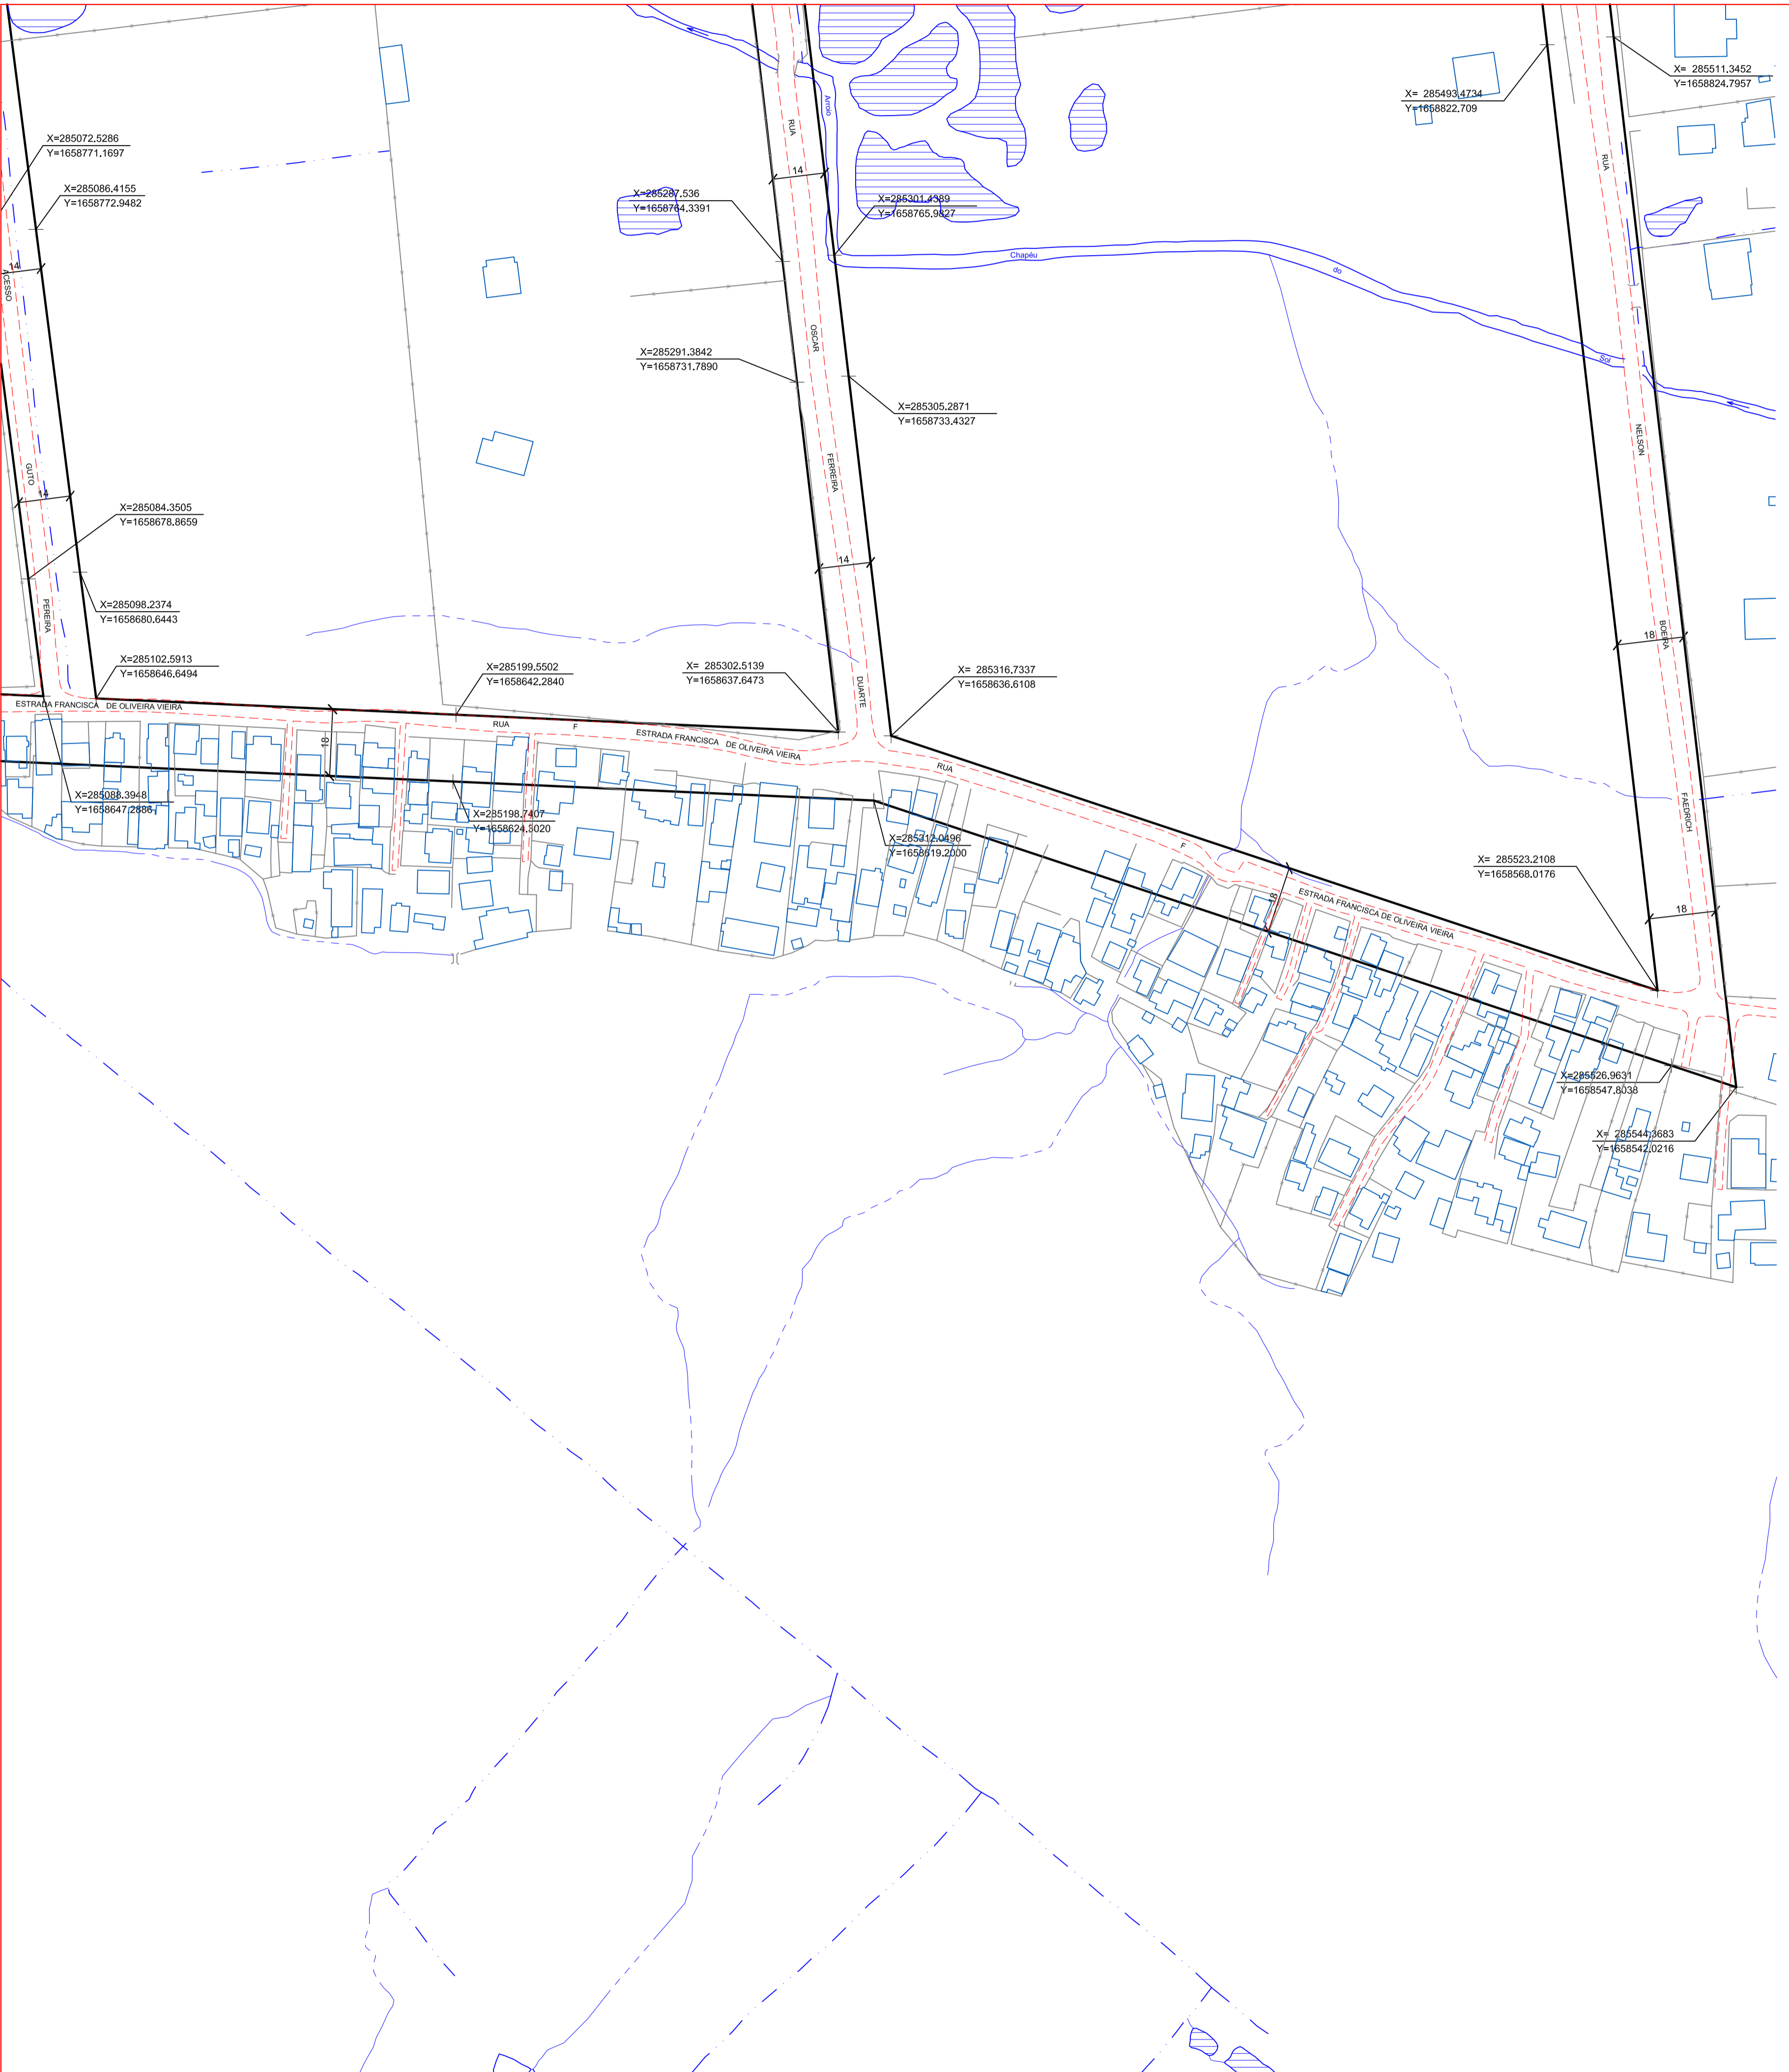 X= 285511.3452
Y=1658824.7957
X= 285493.4734
Y=1658822.709
Arroio
RUA
X=285072.5286
Y=1658771.1697
RUA
14
X=285086.4155
Y=1658772.9482
X=285287.536
Y=1658764.3391
X=285301.4389
Y=1658765.9827
Chapéu
do
14
ACESSO
OSCAR
X=285291.3842
Y=1658731.7890
Sol
X=285305.2871
Y=1658733.4327
NELSON
GUTO
FERREIRA
14
X=285084.3505
Y=1658678.8659
14
X=285098.2374
Y=1658680.6443
PEREIRA
18
BOEIRA
X=285102.5913
Y=1658646.6494
X=285199.5502
Y=1658642.2840
X= 285302.5139
Y=1658637.6473
X= 285316.7337
Y=1658636.6108
DUARTE
ESTRADA FRANCISCA DE OLIVEIRA VIEIRA
RUA
F
ESTRADA FRANCISCA DE OLIVEIRA VIEIRA
18
RUA
X=285088.3948
Y=1658647.2886
X=285198.7407
Y=1658624.3020
X=285312.0496
Y=1658619.2000
F
FAEDRICH
X= 285523.2108
Y=1658568.0176
18
ESTRADA FRANCISCA DE OLIVEIRA VIEIRA
18
X=285526.9631
Y=1658547.8038
X= 285544.3683
Y=1658542.0216